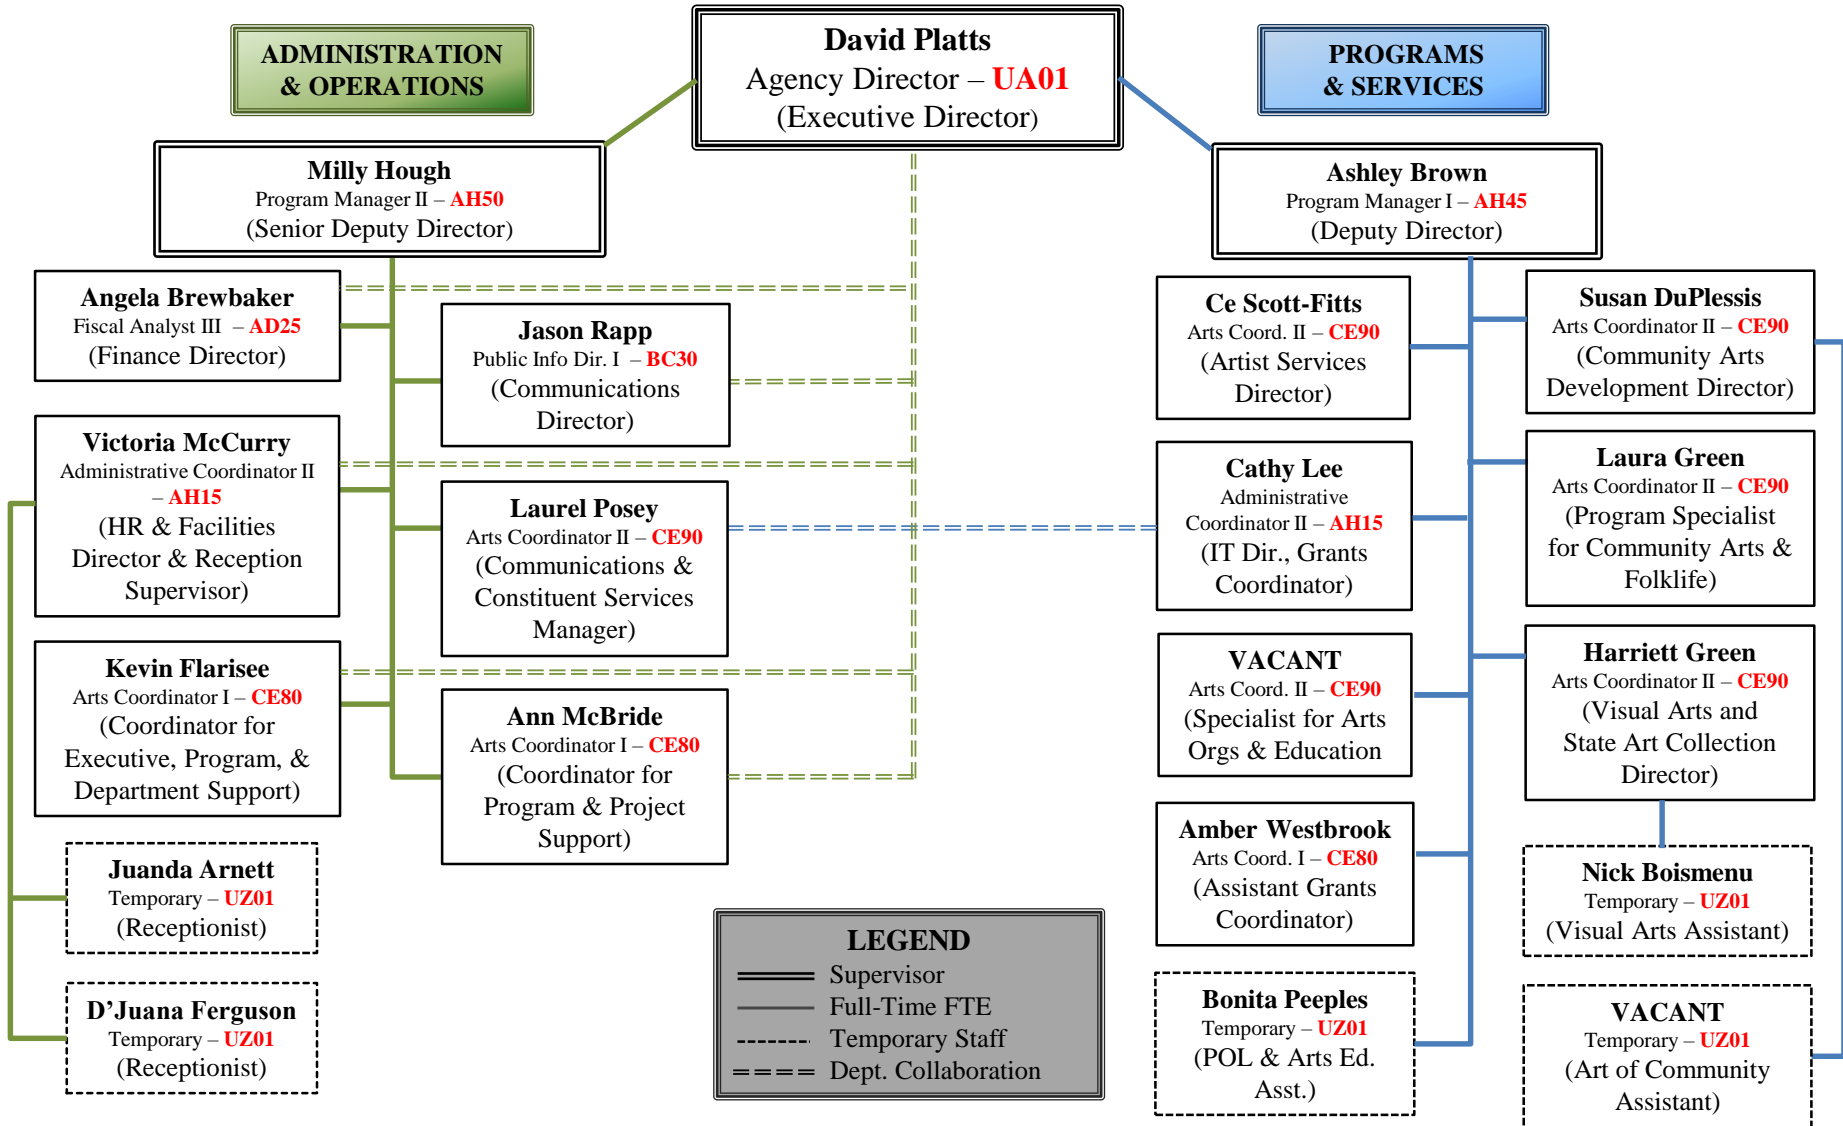 ADMINISTRATION
& OPERATIONS
David Platts
Agency Director – UA01
(Executive Director)
PROGRAMS
& SERVICES
Milly Hough
Program Manager II – AH50
(Senior Deputy Director)
Ashley Brown
Program Manager I – AH45
(Deputy Director)
Angela Brewbaker
Fiscal Analyst III – AD25
(Finance Director)
Jason Rapp
Public Info Dir. I – BC30
(Communications
Director)
Victoria McCurry
Administrative Coordinator II
– AH15
(HR & Facilities
Director & Reception
Supervisor)
Laurel Posey
Arts Coordinator II – CE90
(Communications &
Constituent Services
Manager)
Kevin Flarisee
Arts Coordinator I – CE80
(Coordinator for
Executive, Program, &
Department Support)
Ann McBride
Arts Coordinator I – CE80
(Coordinator for
Program & Project
Support)
Juanda Arnett
Temporary – UZ01
(Receptionist)
D'Juana Ferguson
Temporary – UZ01
(Receptionist)
LEGEND
Supervisor
Full-Time FTE
Temporary Staff
Dept. Collaboration
Ce Scott-Fitts
Arts Coord. II – CE90
(Artist Services
Director)
Susan DuPlessis
Arts Coordinator II – CE90
(Community Arts
Development Director)
Cathy Lee
Administrative
Coordinator II – AH15
(IT Dir., Grants
Coordinator)
Laura Green
Arts Coordinator II – CE90
(Program Specialist
for Community Arts &
Folklife)
VACANT
Arts Coord. II – CE90
(Specialist for Arts
Orgs & Education
Harriett Green
Arts Coordinator II – CE90
(Visual Arts and
State Art Collection
Director)
Amber Westbrook
Arts Coord. I – CE80
(Assistant Grants
Coordinator)
Nick Boismenu
Temporary – UZ01
(Visual Arts Assistant)
Bonita Peeples
Temporary – UZ01
(POL & Arts Ed.
Asst.)
VACANT
Temporary – UZ01
(Art of Community
Assistant)